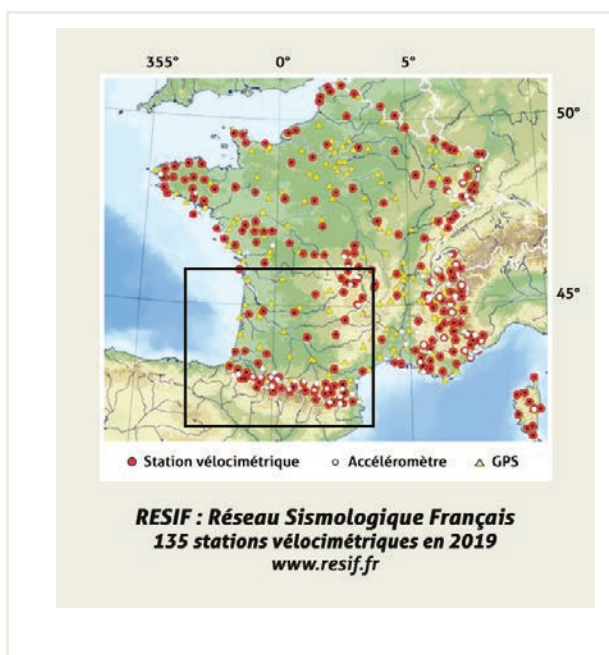 355° 0° 5°
50°
45°
Station vélocimétrique Accéléromètre GPS
RESIF : Réseau Sismologique Français
135 stations vélocimétriques en 2019
www.resif.fr